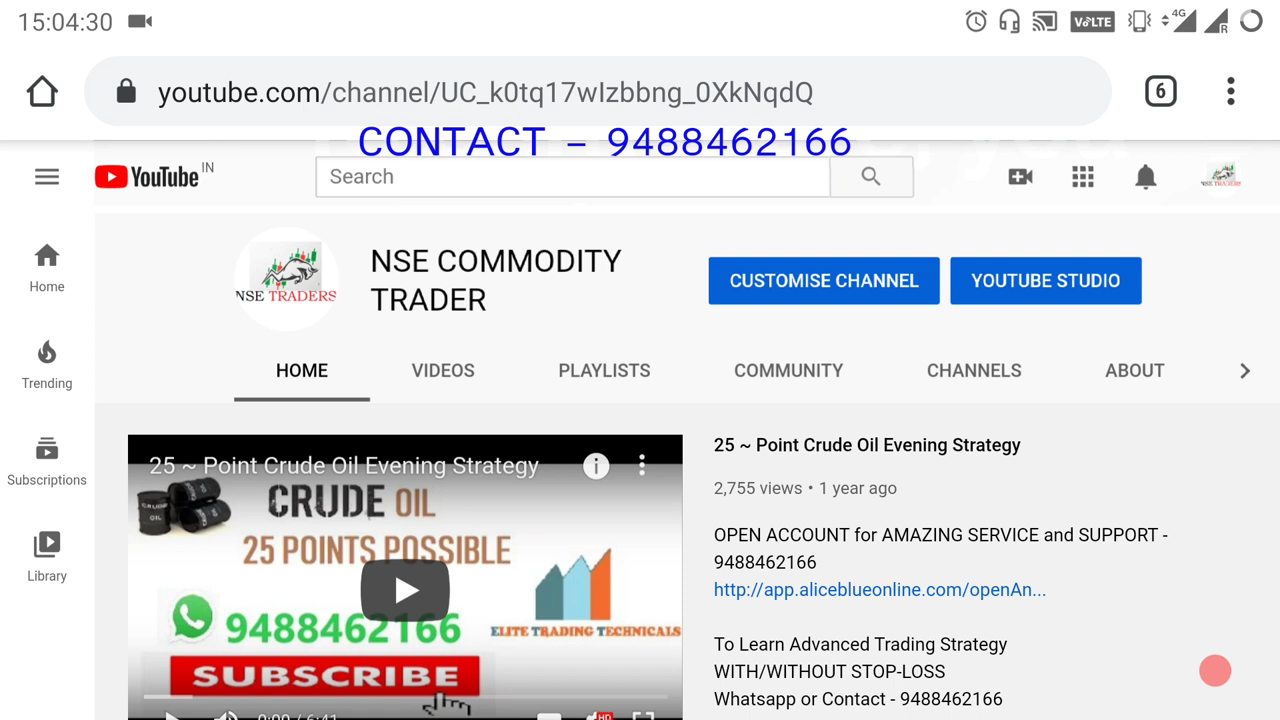 15:04:30
VoLTE
4G
R
youtube.com/channel/UC_k0tq17wIzbbng_0XkNqdQ
6
CONTACT - 9488462166
YouTube IN
Search
NSE TRADERS
NSE TRADERS
NSE COMMODITY
TRADER
CUSTOMISE CHANNEL
YOUTUBE STUDIO
Home
Trending
Subscriptions
Library
HOME
VIDEOS
PLAYLISTS
COMMUNITY
CHANNELS
ABOUT
25 ~ Point Crude Oil Evening Strategy
CRUDE OIL
CRUDE
OIL
25 POINTS POSSIBLE
9488462166
ELITE TRADING TECHNICALS
SUBSCRIBE
0:00 / 6:41
HD
25 ~ Point Crude Oil Evening Strategy
2,755 views • 1 year ago
OPEN ACCOUNT for AMAZING SERVICE and SUPPORT -
9488462166
http://app.aliceblueonline.com/openAn...
To Learn Advanced Trading Strategy
WITH/WITHOUT STOP-LOSS
Whatsapp or Contact - 9488462166